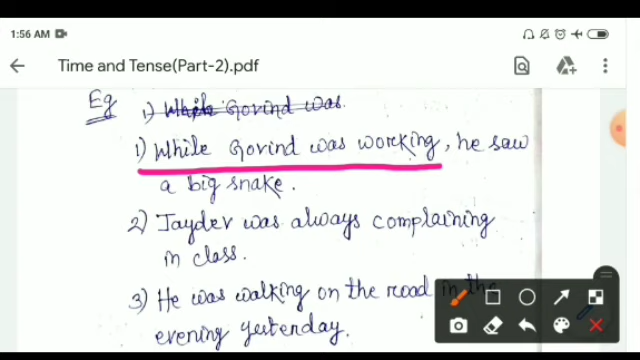 1:56 AM
Time and Tense(Part-2).pdf
Eg 1) While Govind was
1) While Govind was working, he saw
a big snake.
2) Jaydev was always complaining
in class.
3) He was walking on the road in the
evening yesterday.